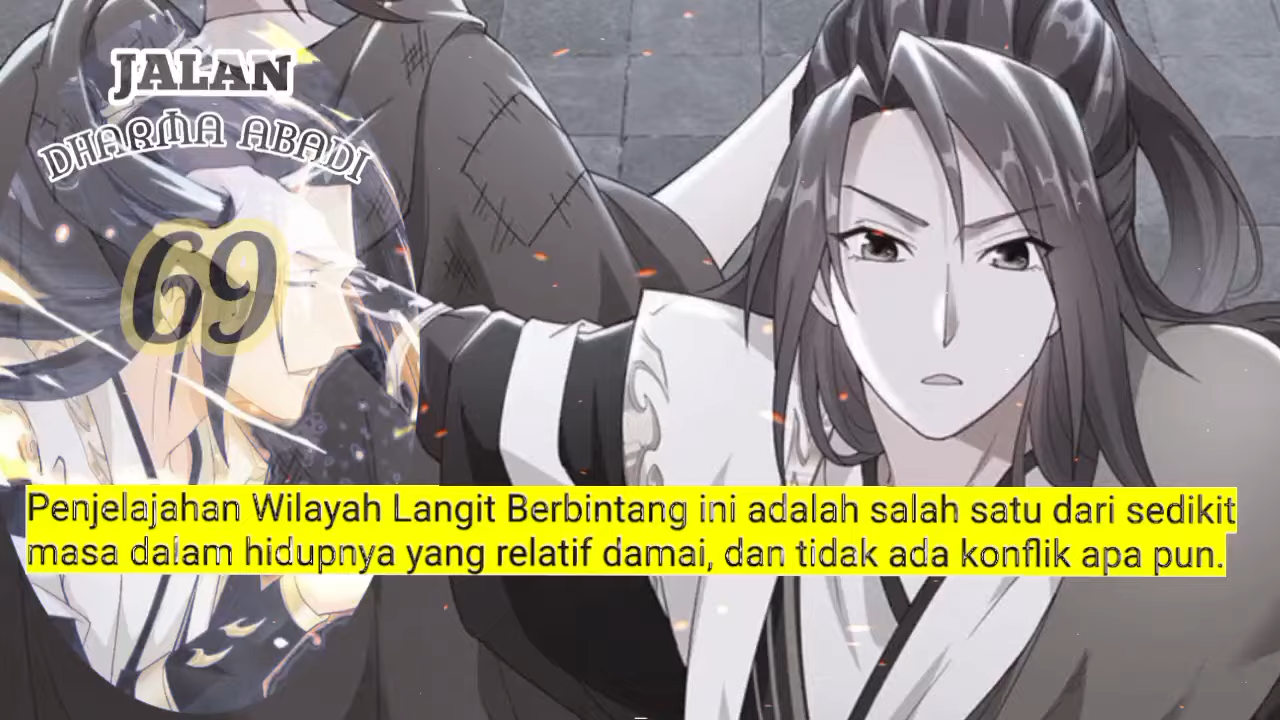 JALAN
DHARMA ABADI
69
Penjelajahan Wilayah Langit Berbintang ini adalah salah satu dari sedikit
masa dalam hidupnya yang relatif damai, dan tidak ada konflik apa pun.